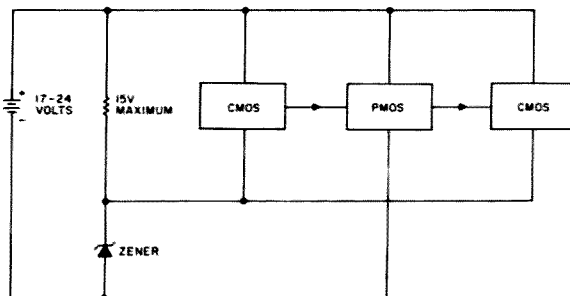 +
17-24
VOLTS
-
15V
MAXIMUM
CMOS
PMOS
CMOS
ZENER